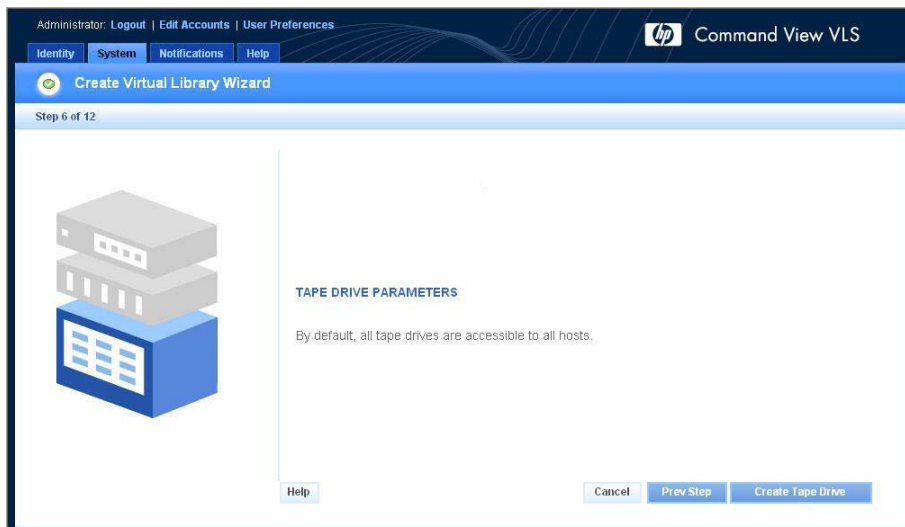 Administrator: Logout | Edit Accounts | User Preferences
hp Command View VLS
Identity System Notifications Help
Create Virtual Library Wizard
Step 6 of 12
TAPE DRIVE PARAMETERS
By default, all tape drives are accessible to all hosts.
Help Cancel Prev Step Create Tape Drive